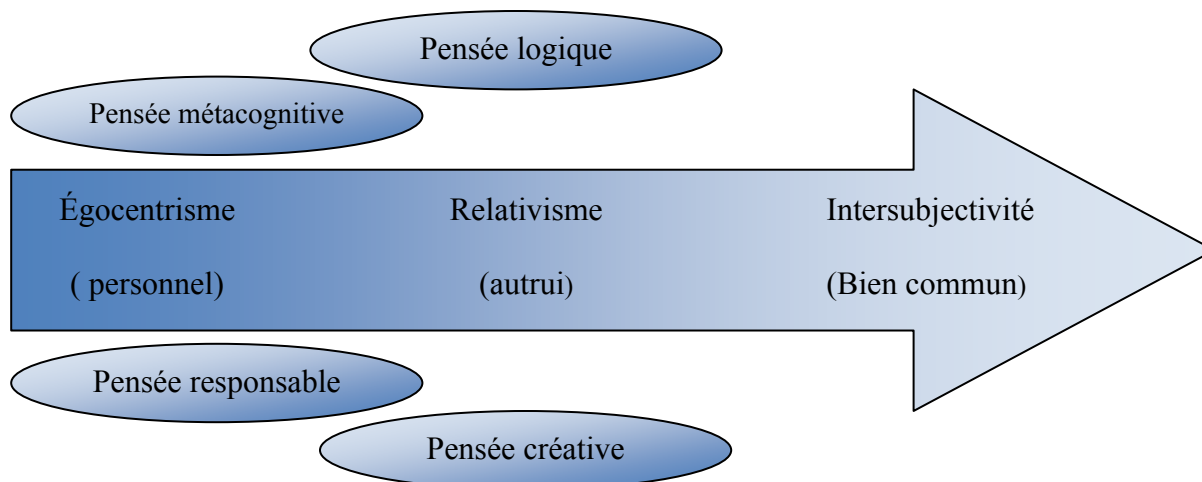 Pensée logique
Pensée métacognitive
Égocentrisme Relativisme Intersubjectivité
( personnel) (autrui) (Bien commun)
Pensée responsable
Pensée créative